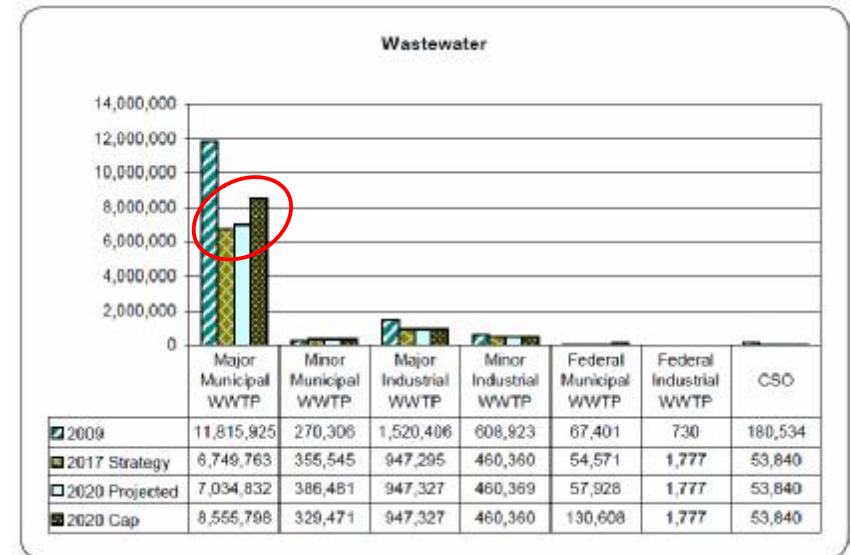 Wastewater
14,000,000
12,000,000
10,000,000
8,000,000
6,000,000
4,000,000
2,000,000
0
Major Municipal WWTP
Minor Municipal WWTP
Major Industrial WWTP
Minor Industrial WWTP
Federal Municipal WWTP
Federal Industrial WWTP
CSO
2009 11,815,925 270,306 1,520,406 608,923 67,401 730 180,534
2017 Strategy 6,749,763 355,545 947,295 460,360 54,571 1,777 53,840
2020 Projected 7,034,832 386,481 947,327 460,369 57,928 1,777 53,840
2020 Cap 8,555,798 329,471 947,327 460,360 130,608 1,777 53,840